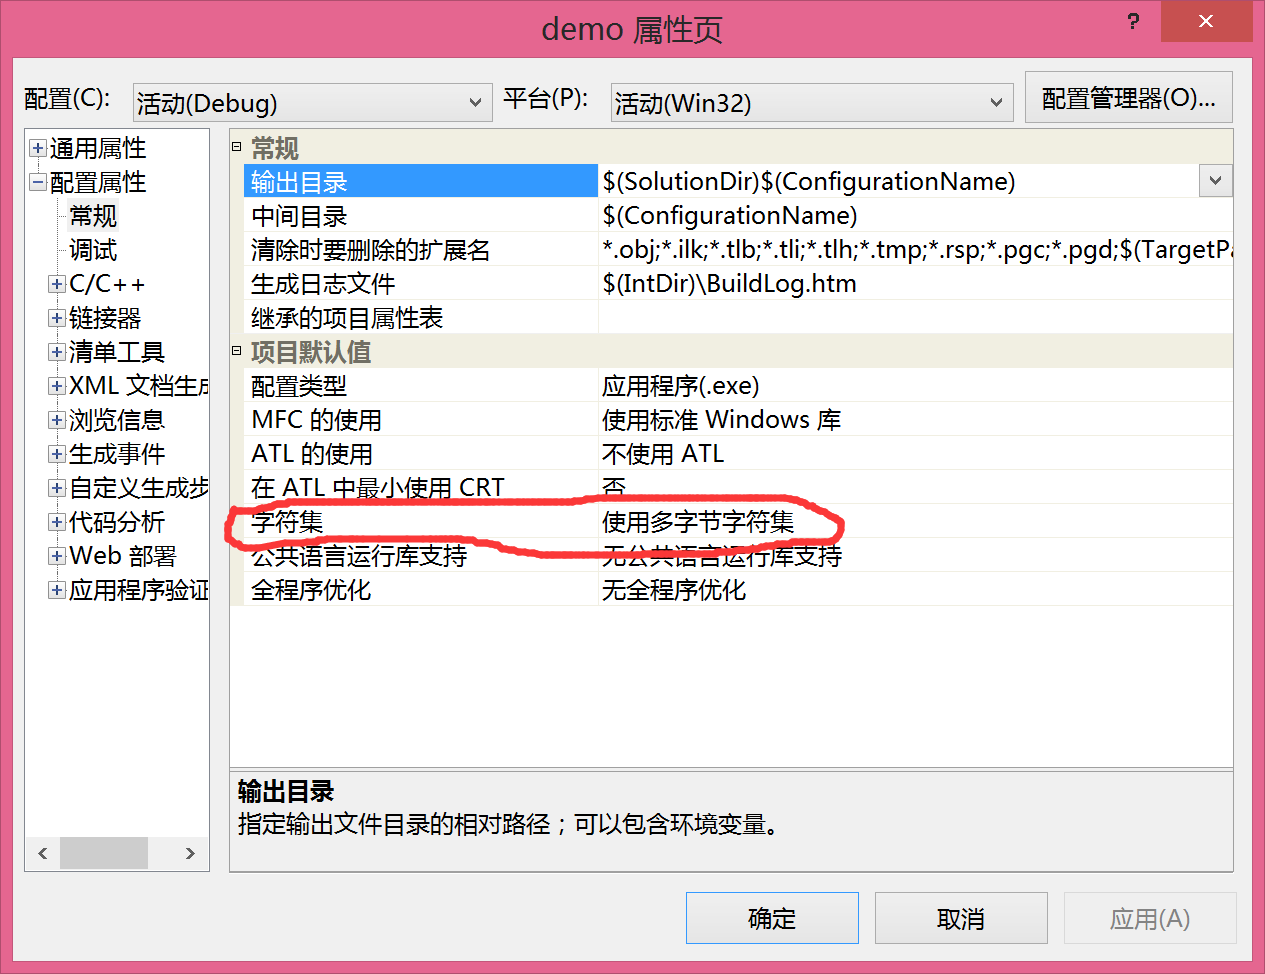 demo 属性页
?
配置(C): 活动(Debug) 平台(P): 活动(Win32) 配置管理器(O)...
通用属性
配置属性
常规
调试
C/C++
链接器
清单工具
XML 文档生成
浏览信息
生成事件
自定义生成步
代码分析
Web 部署
应用程序验证
常规
输出目录 $(SolutionDir)$(ConfigurationName)
中间目录 $(ConfigurationName)
清除时要删除的扩展名 *.obj;*.ilk;*.tlb;*.tli;*.tlh;*.tmp;*.rsp;*.pgc;*.pgd;$(TargetPa
生成日志文件 $(IntDir)\BuildLog.htm
继承的项目属性表
项目默认值
配置类型 应用程序(.exe)
MFC 的使用 使用标准 Windows 库
ATL 的使用 不使用 ATL
在 ATL 中最小使用 CRT 否
字符集 使用多字节字符集
公共语言运行库支持 无公共语言运行库支持
全程序优化 无全程序优化
输出目录
指定输出文件目录的相对路径；可以包含环境变量。
确定 取消 应用(A)